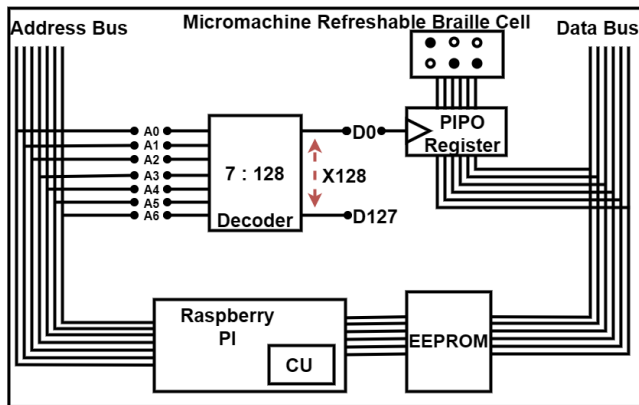 Micromachine Refreshable Braille Cell
Address Bus
Data Bus
A0
A1
A2
A3
A4
A5
A6
7 : 128
Decoder
D0
X128
D127
PIPO
Register
Raspberry
PI
CU
EEPROM